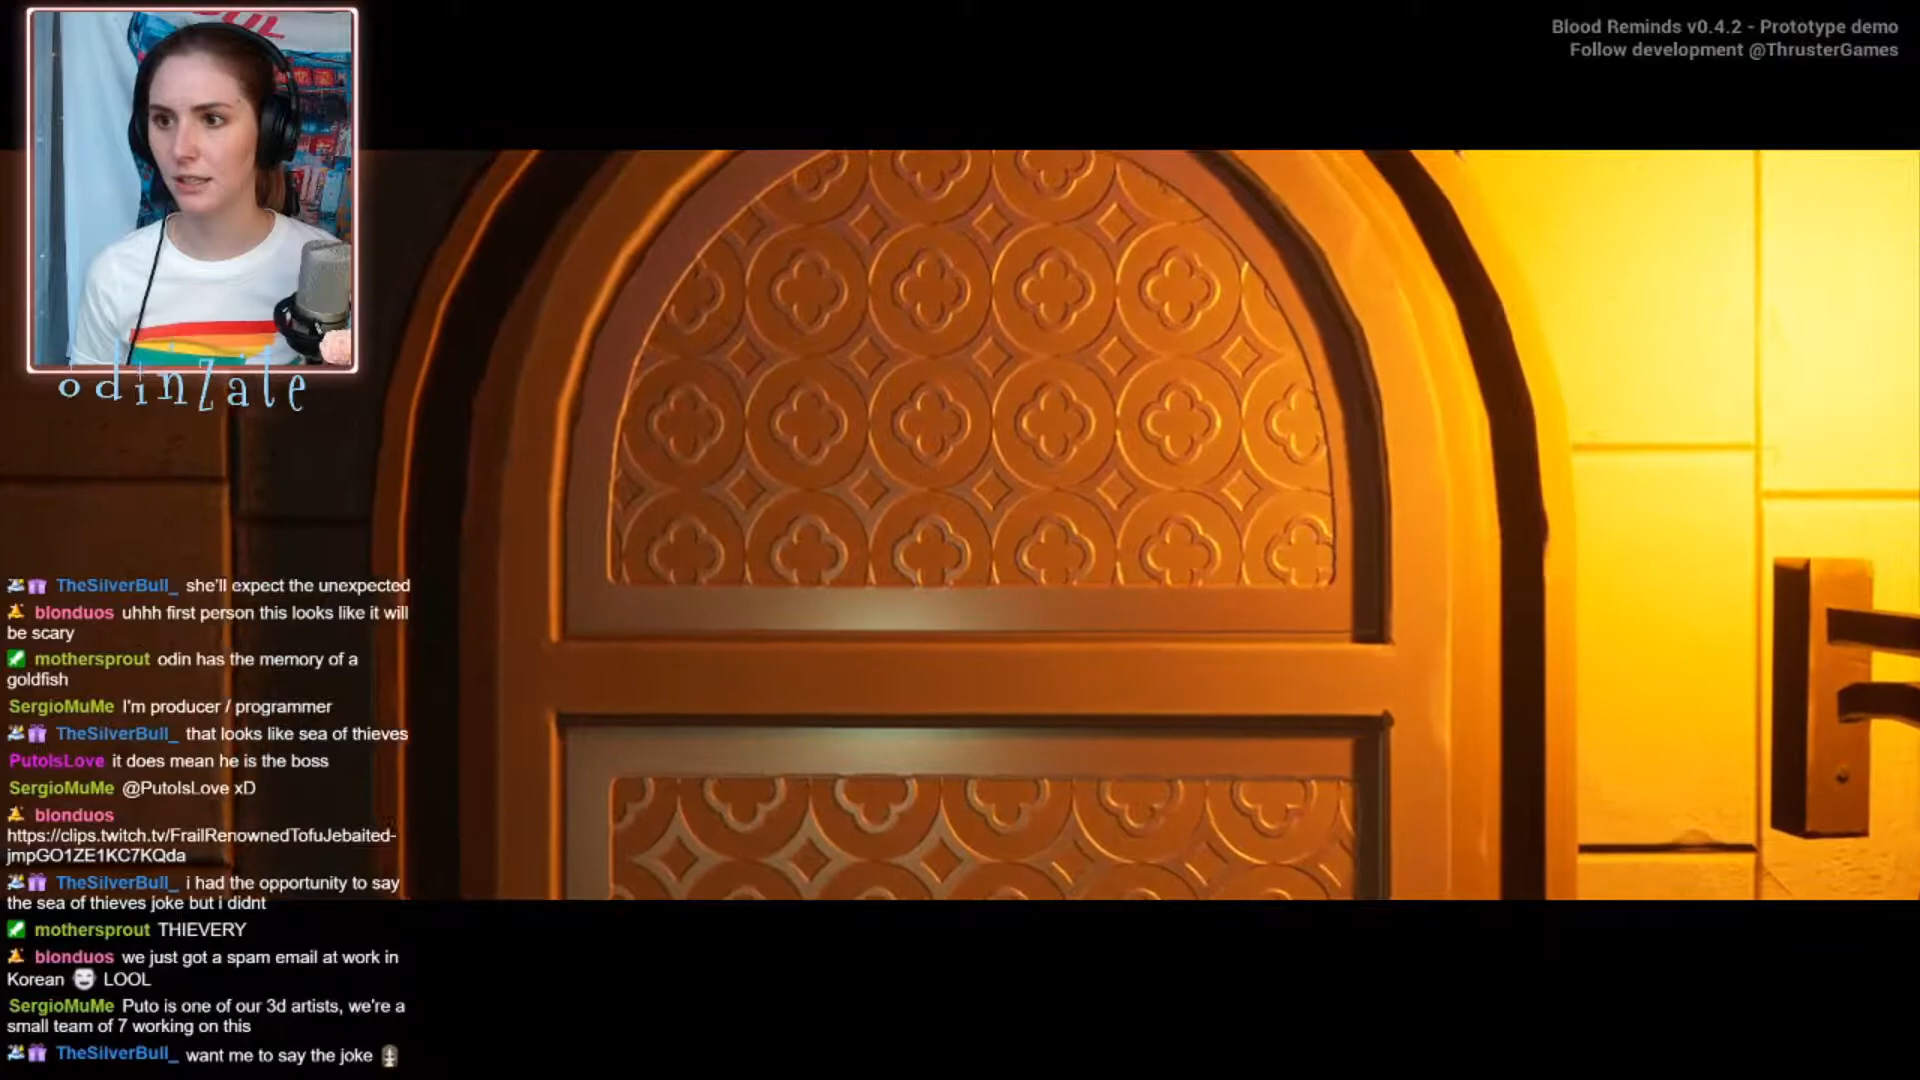 Blood Reminds v0.4.2 - Prototype demo
Follow development @ThrusterGames
odinzate
TheSilverBull_ she'll expect the unexpected
blonduos uhhh first person this looks like it will
be scary
mothersprout odin has the memory of a
goldfish
SergioMuMe I'm producer / programmer
TheSilverBull_ that looks like sea of thieves
PutoIsLove it does mean he is the boss
SergioMuMe @PutoIsLove xD
blonduos
https://clips.twitch.tv/FrailRenownedTofuJebaited-
jmpGO1ZE1KC7KQda
TheSilverBull_ i had the opportunity to say
the sea of thieves joke but i didnt
mothersprout THIEVERY
blonduos we just got a spam email at work in
Korean LOOL
SergioMuMe Puto is one of our 3d artists, we're a
small team of 7 working on this
TheSilverBull_ want me to say the joke